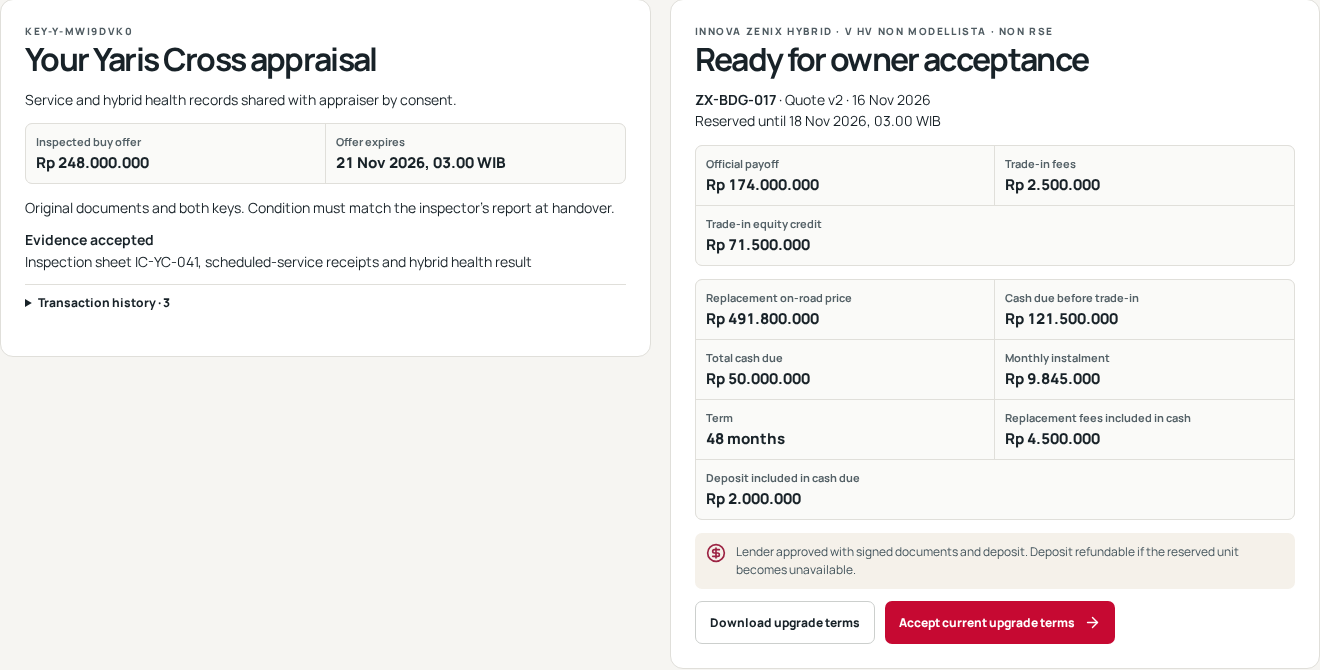 KEY-Y-MWI9DVK0
Your Yaris Cross appraisal
Service and hybrid health records shared with appraiser by consent.
Inspected buy offer
Rp 248.000.000
Offer expires
21 Nov 2026, 03.00 WIB
Original documents and both keys. Condition must match the inspector's report at handover.
Evidence accepted
Inspection sheet IC-YC-041, scheduled-service receipts and hybrid health result
Transaction history · 3
INNOVA ZENIX HYBRID · V HV NON MODELLISTA · NON RSE
Ready for owner acceptance
ZX-BDG-017 · Quote v2 · 16 Nov 2026
Reserved until 18 Nov 2026, 03.00 WIB
Official payoff
Rp 174.000.000
Trade-in fees
Rp 2.500.000
Trade-in equity credit
Rp 71.500.000
Replacement on-road price
Rp 491.800.000
Cash due before trade-in
Rp 121.500.000
Total cash due
Rp 50.000.000
Monthly instalment
Rp 9.845.000
Term
48 months
Replacement fees included in cash
Rp 4.500.000
Deposit included in cash due
Rp 2.000.000
Lender approved with signed documents and deposit. Deposit refundable if the reserved unit
becomes unavailable.
Download upgrade terms
Accept current upgrade terms